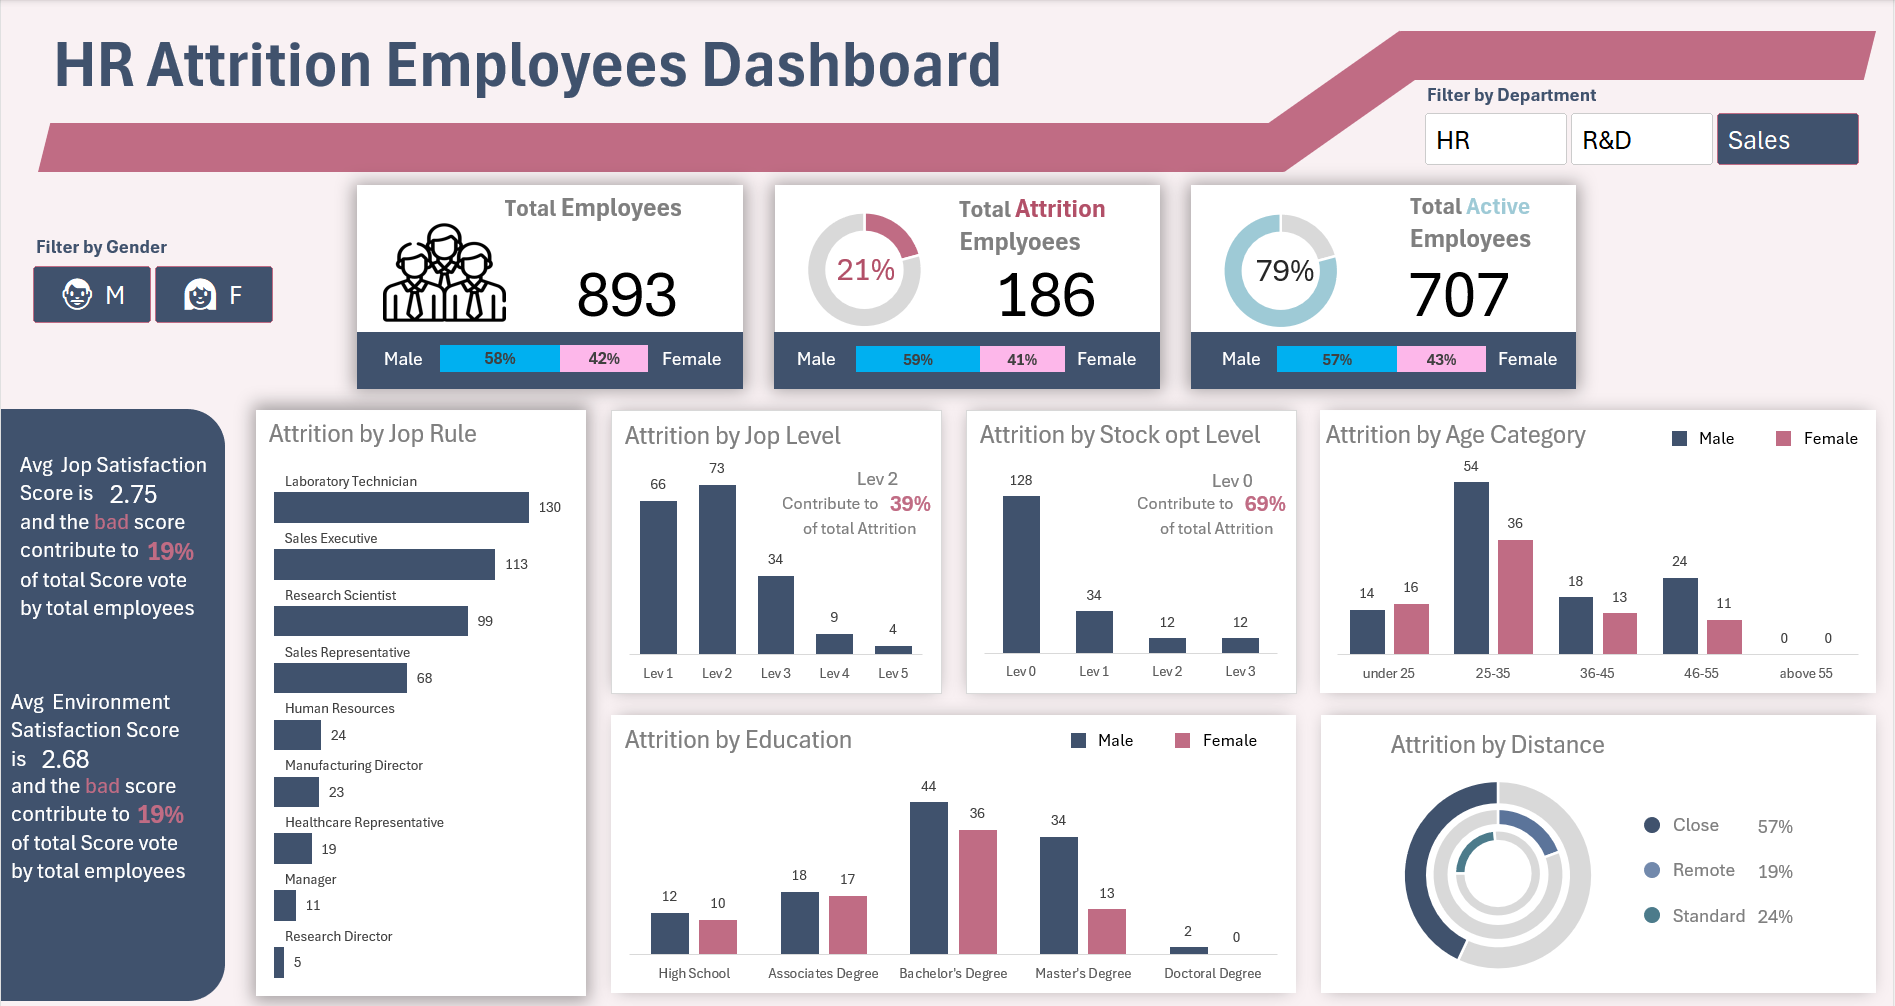 HR Attrition Employees Dashboard
Filter by Department
HR
R&D
Sales
Filter by Gender
M
F
Total Employees
893
Male
58%
42%
Female
21%
Total Attrition
Emplyoees
186
Male
59%
41%
Female
79%
Total Active
Employees
707
Male
57%
43%
Female
Avg Jop Satisfaction
Score is 2.75
and the bad score
contribute to 19%
of total Score vote
by total employees
Avg Environment
Satisfaction Score
is 2.68
and the bad score
contribute to 19%
of total Score vote
by total employees
Attrition by Jop Rule
Laboratory Technician
130
Sales Executive
113
Research Scientist
99
Sales Representative
68
Human Resources
24
Manufacturing Director
23
Healthcare Representative
19
Manager
11
Research Director
5
Attrition by Jop Level
Lev 2
Contribute to 39%
of total Attrition
66
73
34
9
4
Lev 1
Lev 2
Lev 3
Lev 4
Lev 5
Attrition by Stock opt Level
Lev 0
Contribute to 69%
of total Attrition
128
34
12
12
Lev 0
Lev 1
Lev 2
Lev 3
Attrition by Age Category
Male
Female
14
16
54
36
18
13
24
11
0
0
under 25
25-35
36-45
46-55
above 55
Attrition by Education
Male
Female
12
10
18
17
44
36
34
13
2
0
High School
Associates Degree
Bachelor's Degree
Master's Degree
Doctoral Degree
Attrition by Distance
Close 57%
Remote 19%
Standard 24%